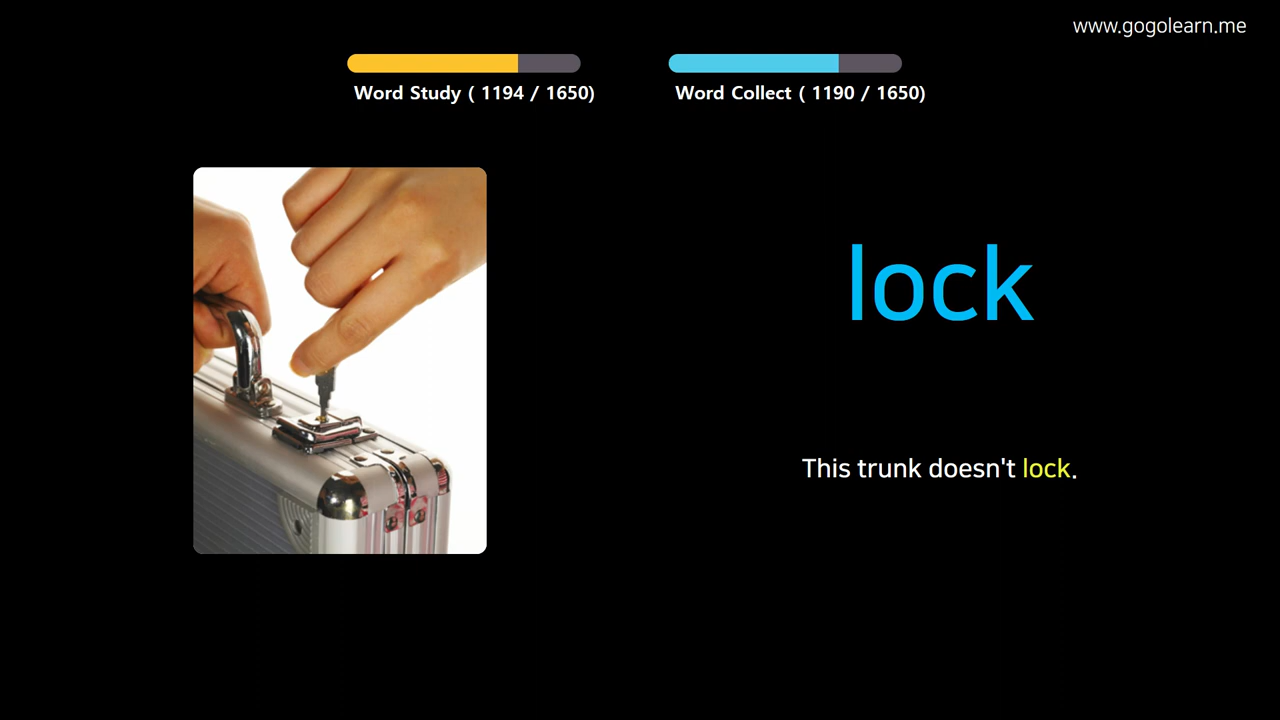 www.gogolearn.me
Word Study ( 1194 / 1650)
Word Collect ( 1190 / 1650)
lock
This trunk doesn't lock.